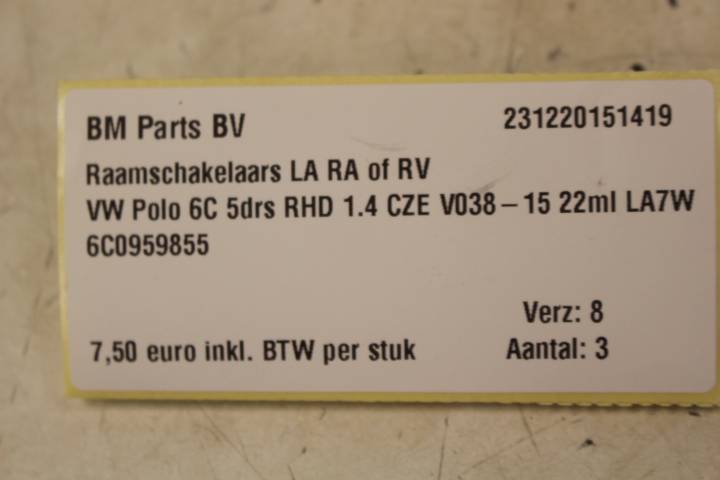 BM Parts BV 231220151419
Raamschakelaars LA RA of RV
VW Polo 6C 5drs RHD 1.4 CZE V038-15 22ml LA7W
6C0959855
Verz: 8
7,50 euro inkl. BTW per stuk Aantal: 3